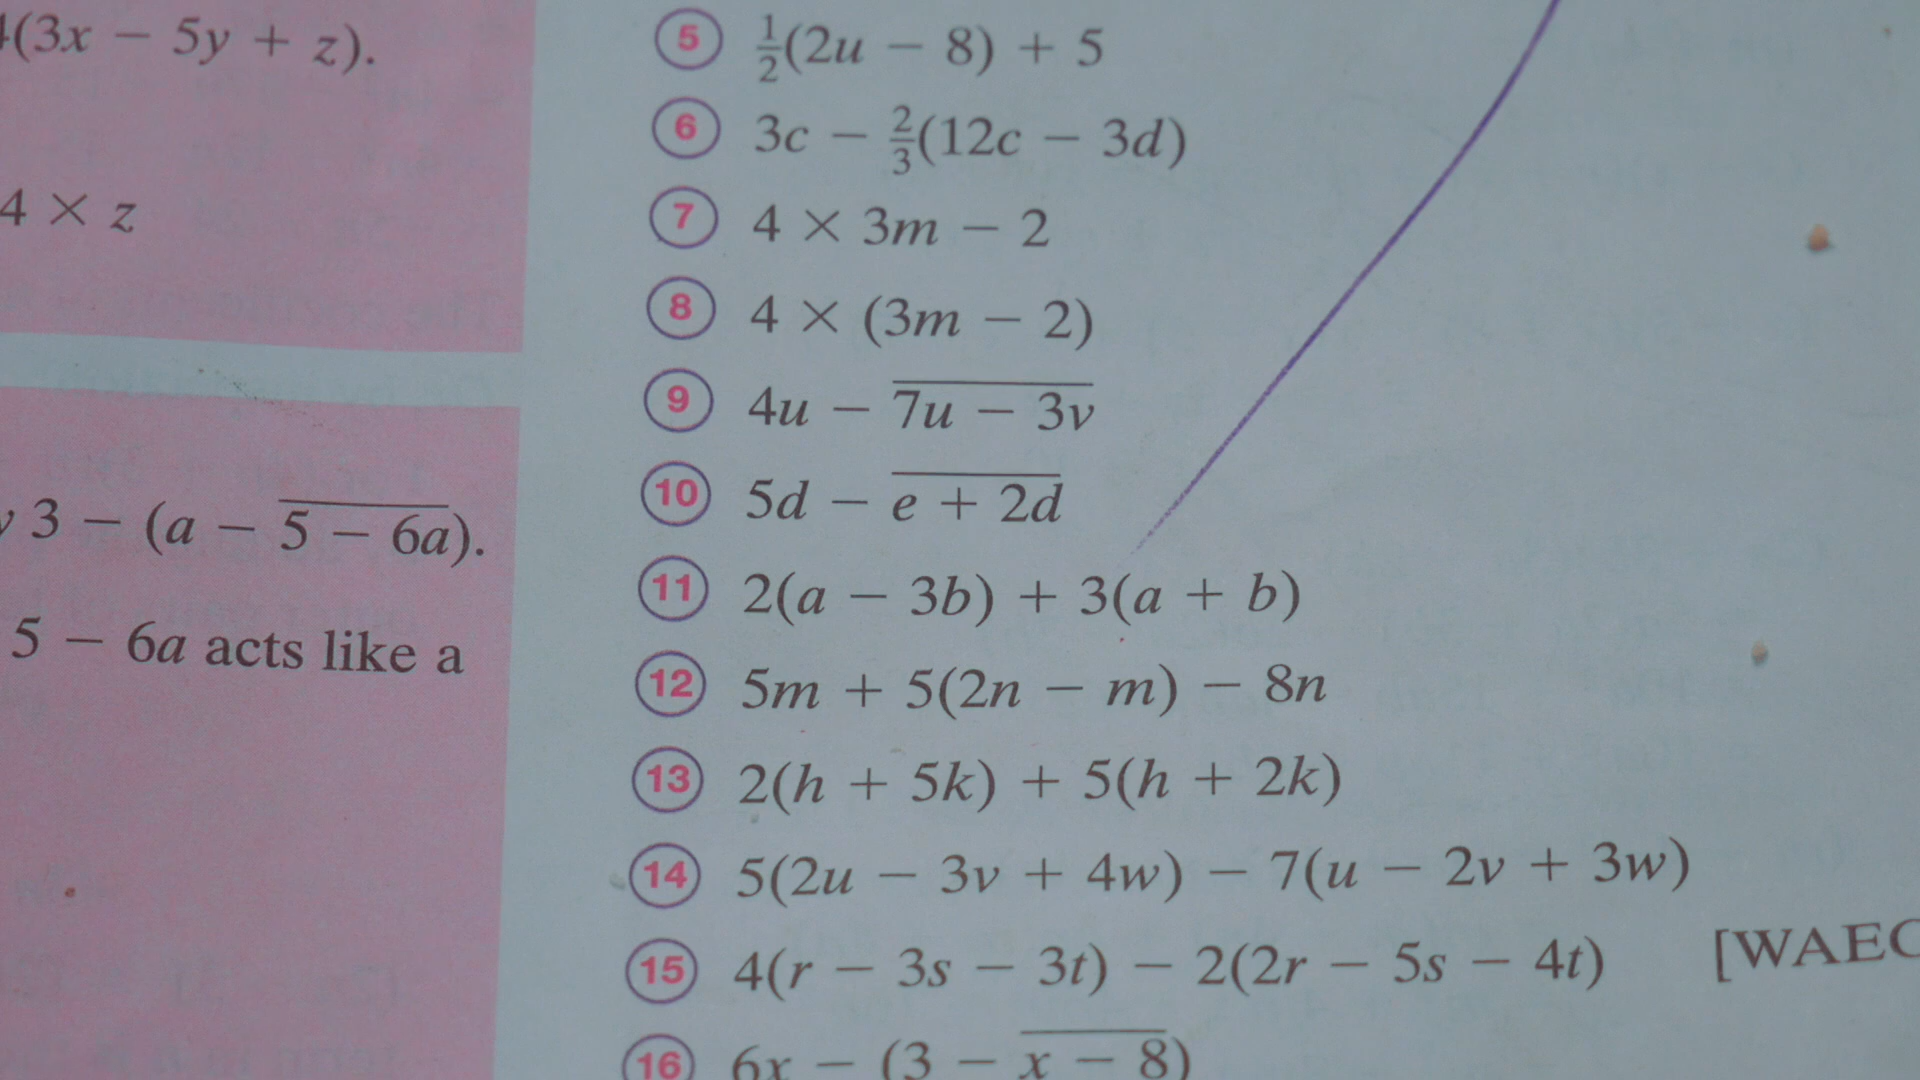 4(3x − 5y + z).
4 × z
3 − (a − 5 − 6a).
5 − 6a acts like a
5 ½(2u − 8) + 5
6 3c − ⅔(12c − 3d)
7 4 × 3m − 2
8 4 × (3m − 2)
9 4u − 7u − 3v
10 5d − e + 2d
11 2(a − 3b) + 3(a + b)
12 5m + 5(2n − m) − 8n
13 2(h + 5k) + 5(h + 2k)
14 5(2u − 3v + 4w) − 7(u − 2v + 3w)
[WAEC
15 4(r − 3s − 3t) − 2(2r − 5s − 4t)
16 6x − (3 − x − 8)